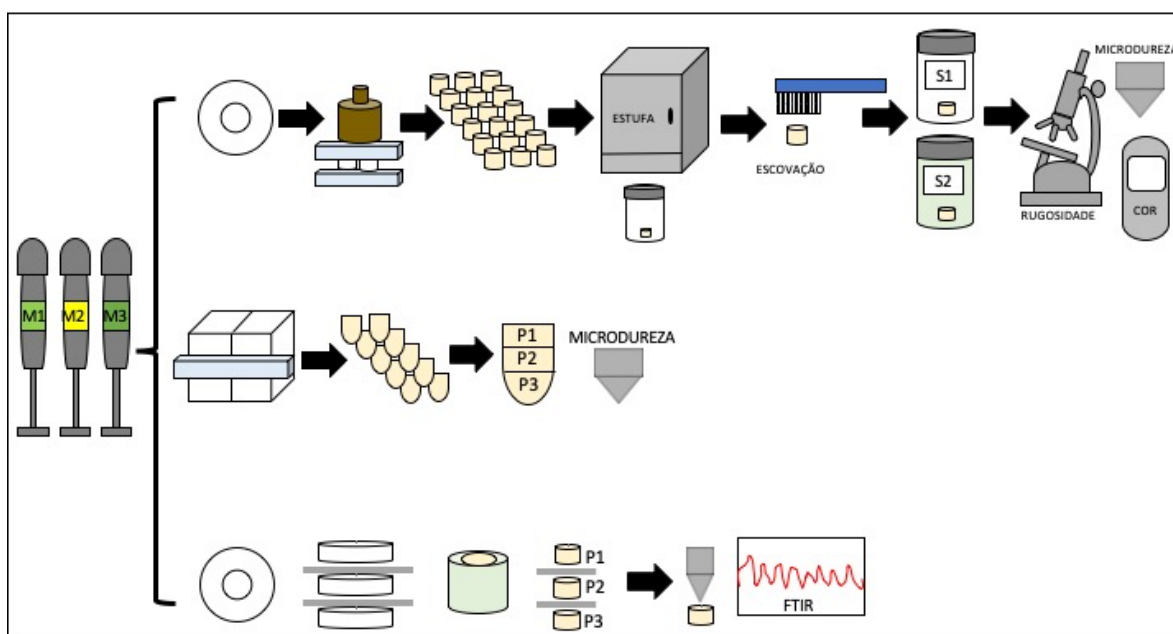 M1
M2
M3
ESTUFA
ESCOVAÇÃO
S1
S2
RUGOSIDADE
MICRODUREZA
COR
P1
P2
P3
MICRODUREZA
P1
P2
P3
FTIR